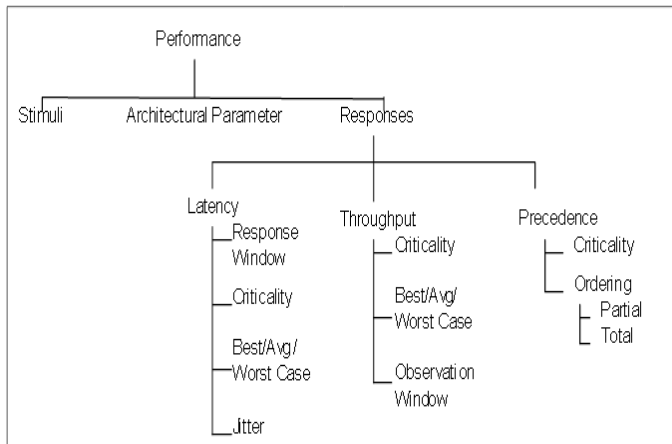 Performance
Stimuli
Architectural Parameter
Responses
Latency
Response
Window
Criticality
Best/Avg/
Worst Case
Jitter
Throughput
Criticality
Best/Avg/
Worst Case
Observation
Window
Precedence
Criticality
Ordering
Partial
Total